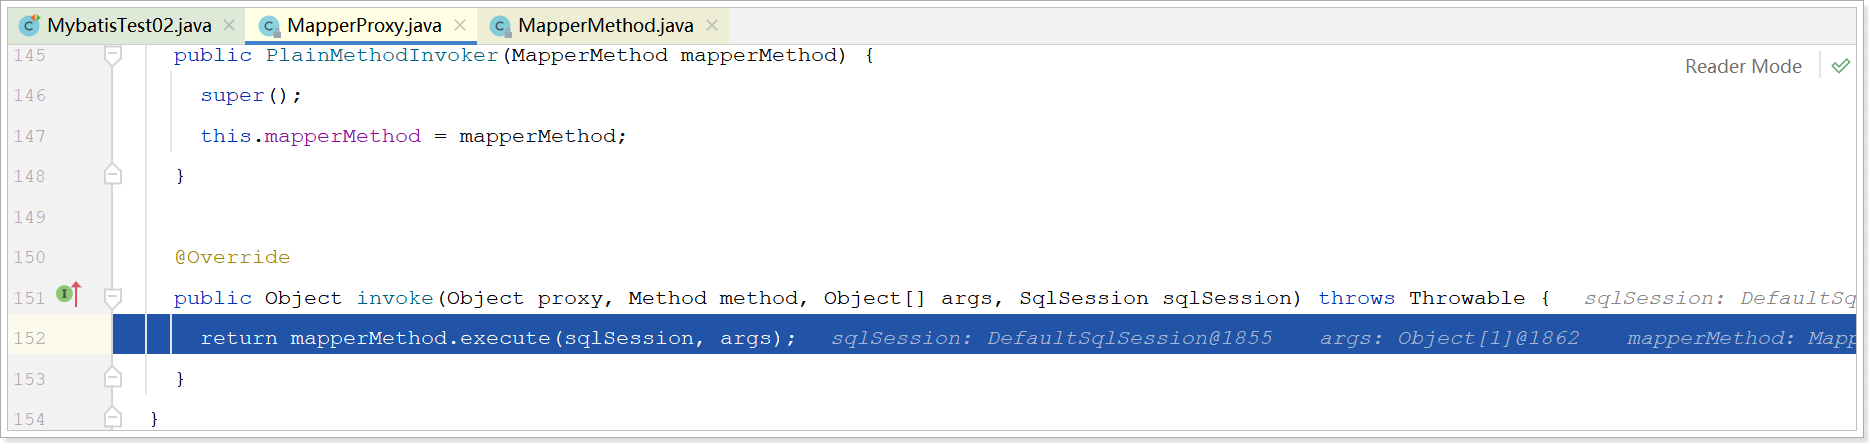 MybatisTest02.java MapperProxy.java MapperMethod.java
145 public PlainMethodInvoker(MapperMethod mapperMethod) {
Reader Mode
146 super();
147 this.mapperMethod = mapperMethod;
148 }
149
150 @Override
151 public Object invoke(Object proxy, Method method, Object[] args, SqlSession sqlSession) throws Throwable { sqlSession: DefaultSq
152 return mapperMethod.execute(sqlSession, args); sqlSession: DefaultSqlSession@1855 args: Object[1]@1862 mapperMethod: Mapp
153 }
154 }